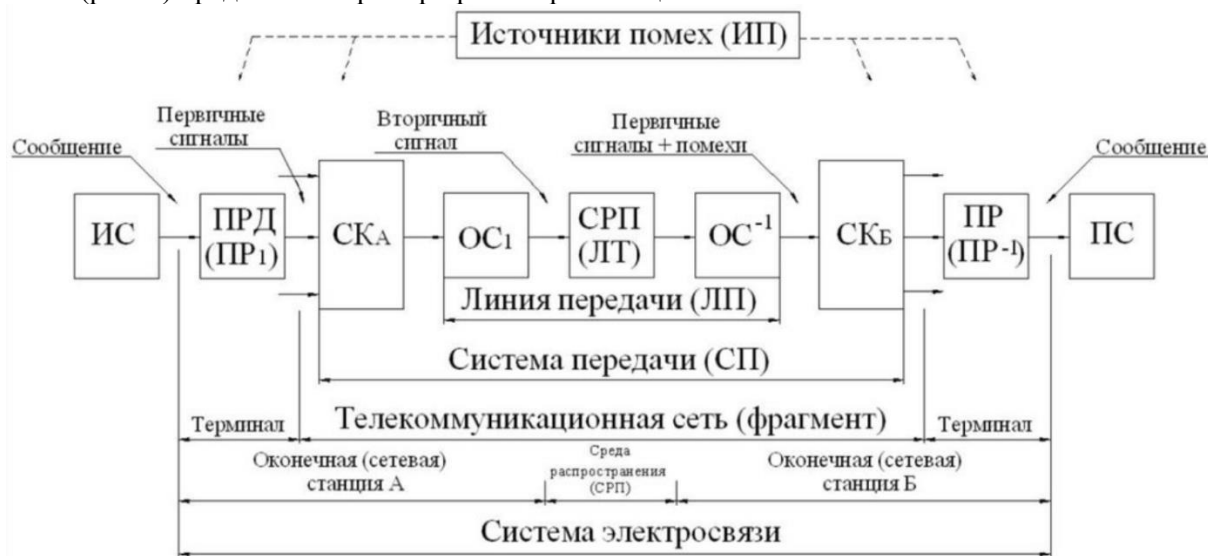 Источники помех (ИП)
Первичные
сигналы
Вторичный
сигнал
Первичные
сигналы + помехи
Сообщение
Сообщение
ИС
ПРД
(ПР1)
СКА
ОС1
СРП
(ЛТ)
ОС-1
СКБ
ПР
(ПР-1)
ПС
Линия передачи (ЛП)
Система передачи (СП)
Терминал
Телекоммуникационная сеть (фрагмент)
Терминал
Оконечная (сетевая)
станция А
Среда
распространения
(СРП)
Оконечная (сетевая)
станция Б
Система электросвязи